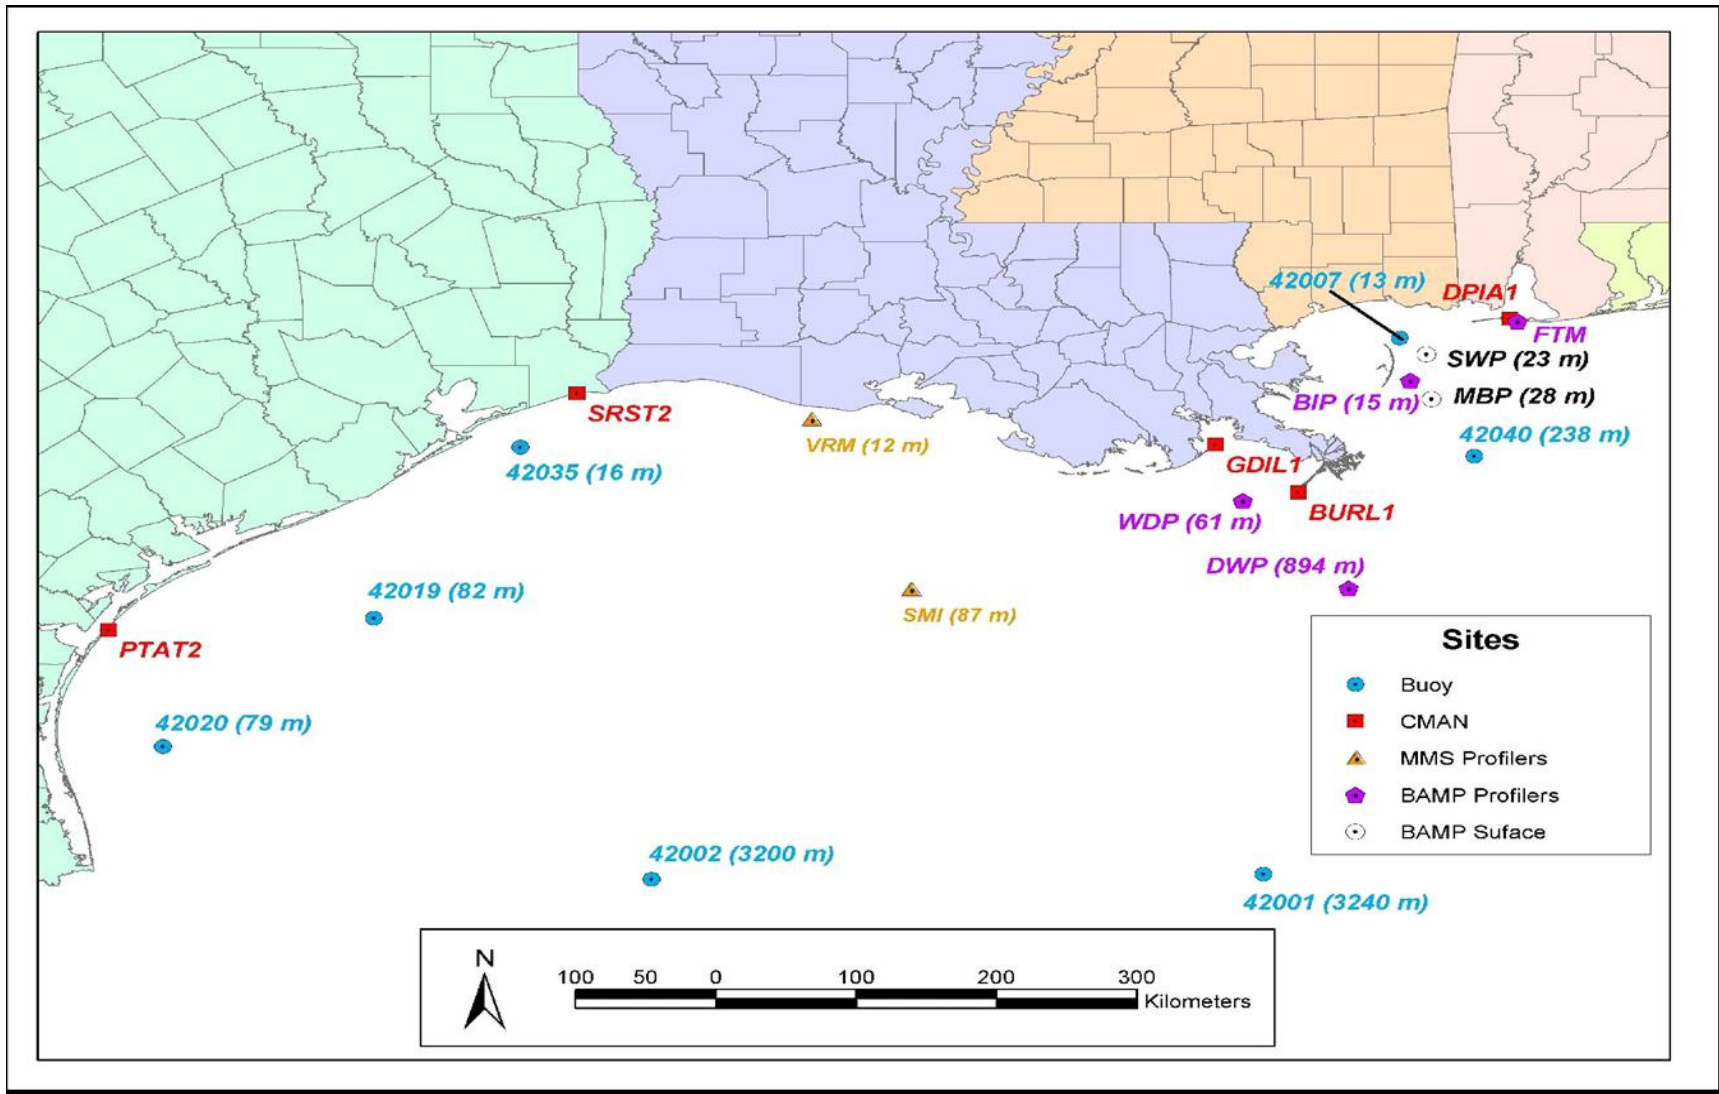 42007 (13 m)
DPIA1
FTM
SWP (23 m)
BIP (15 m)
MBP (28 m)
SRST2
42040 (238 m)
VRM (12 m)
42035 (16 m)
GDIL1
BURL1
WDP (61 m)
DWP (894 m)
42019 (82 m)
SMI (87 m)
PTAT2
42020 (79 m)
Sites
Buoy
CMAN
MMS Profilers
BAMP Profilers
BAMP Suface
42002 (3200 m)
42001 (3240 m)
N
100 50 0 100 200 300
Kilometers